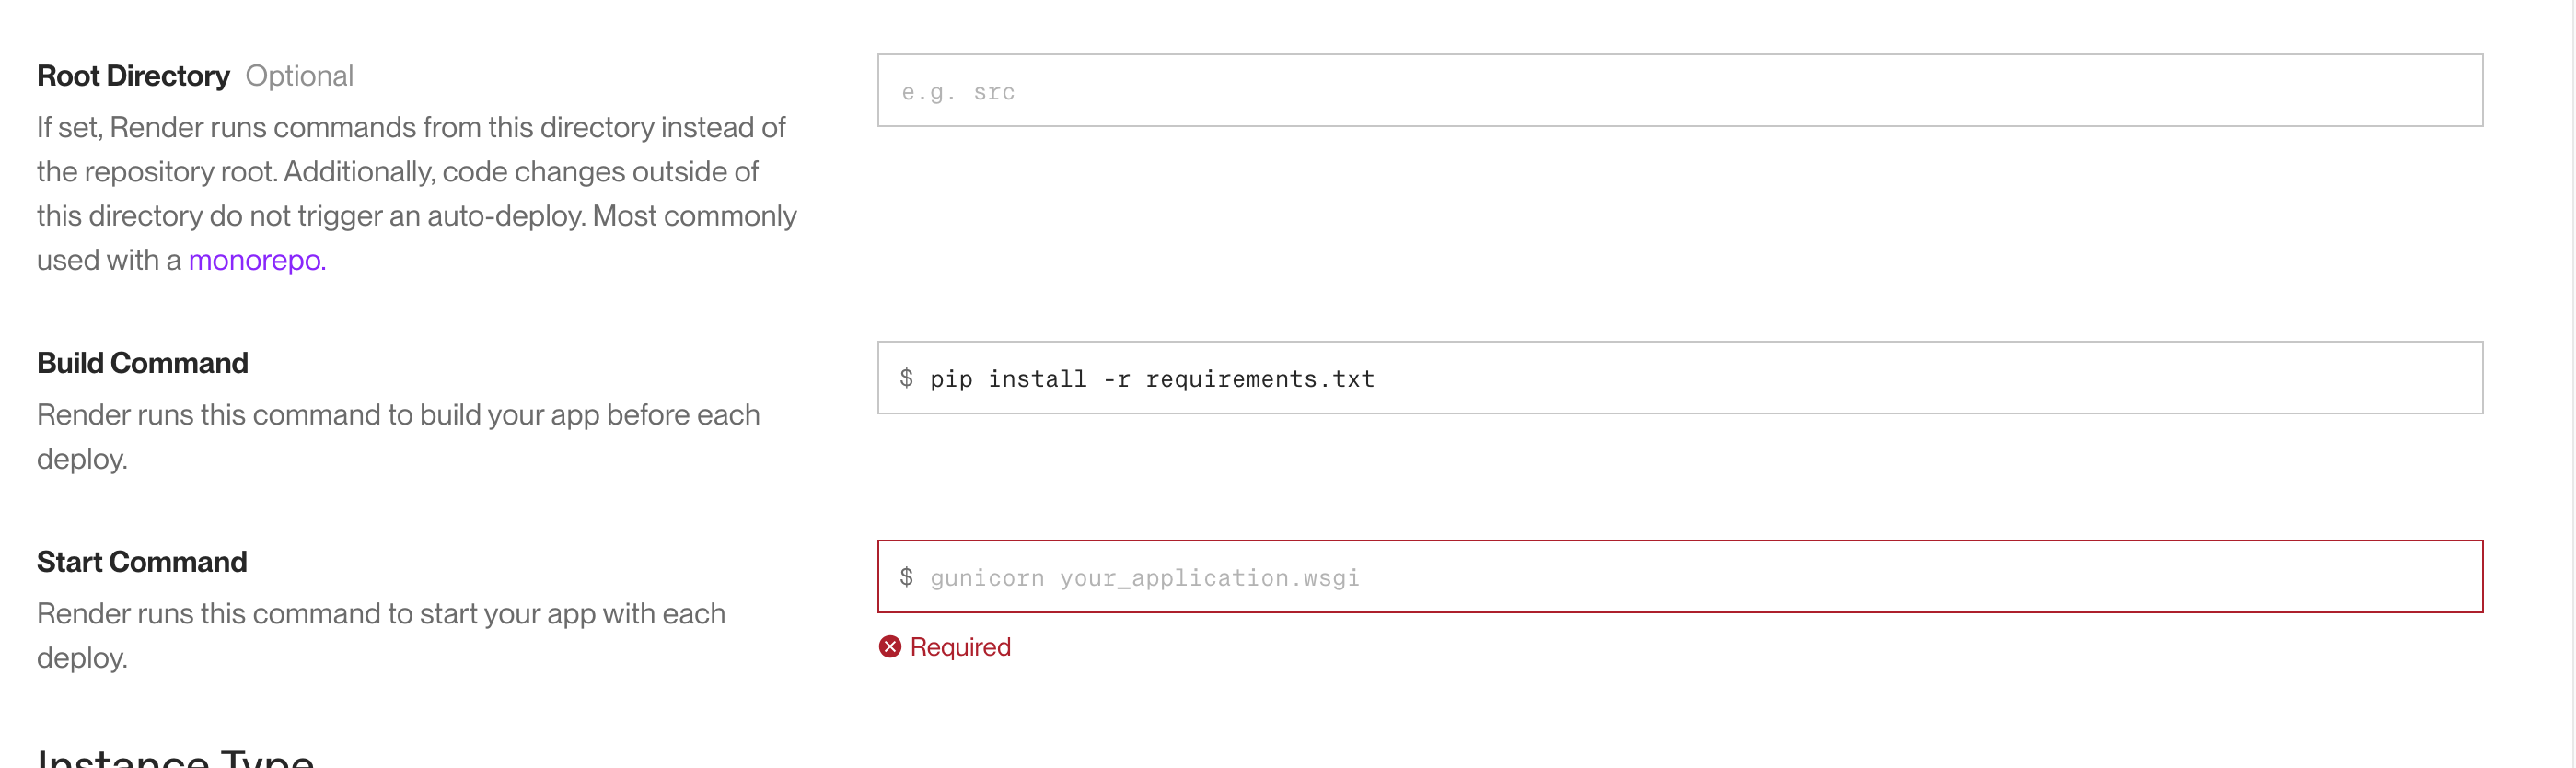 Root Directory Optional
If set, Render runs commands from this directory instead of
the repository root. Additionally, code changes outside of
this directory do not trigger an auto-deploy. Most commonly
used with a monorepo.
e.g. src
Build Command
Render runs this command to build your app before each
deploy.
$ pip install -r requirements.txt
Start Command
Render runs this command to start your app with each
deploy.
$ gunicorn your_application.wsgi
Required
Instance Type